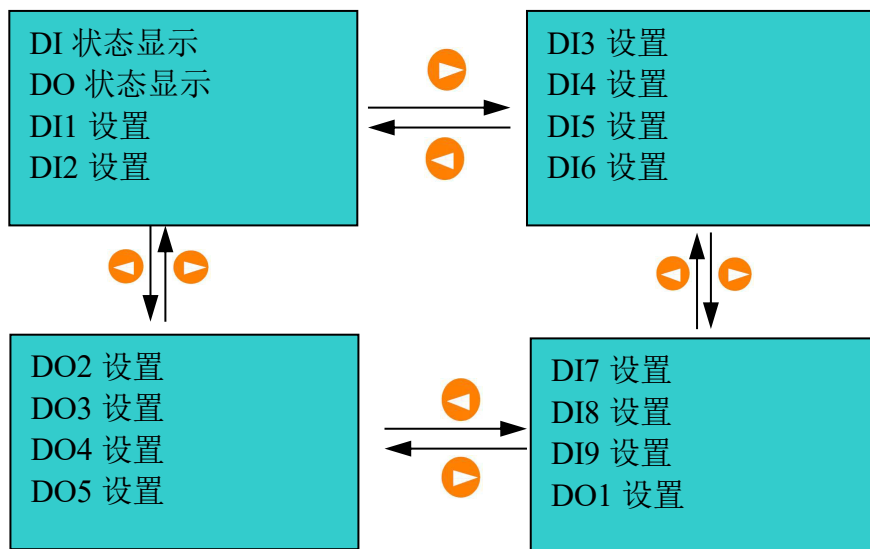 DI 状态显示
DO 状态显示
DI1 设置
DI2 设置
DI3 设置
DI4 设置
DI5 设置
DI6 设置
DO2 设置
DO3 设置
DO4 设置
DO5 设置
DI7 设置
DI8 设置
DI9 设置
DO1 设置